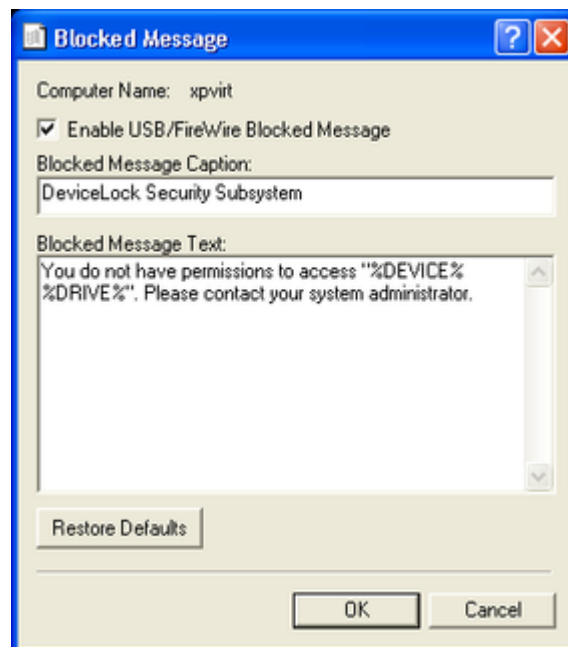 Blocked Message
Computer Name: xpvirt
Enable USB/FireWire Blocked Message
Blocked Message Caption:
DeviceLock Security Subsystem
Blocked Message Text:
You do not have permissions to access "%DEVICE%
%DRIVE%". Please contact your system administrator.
Restore Defaults
OK
Cancel